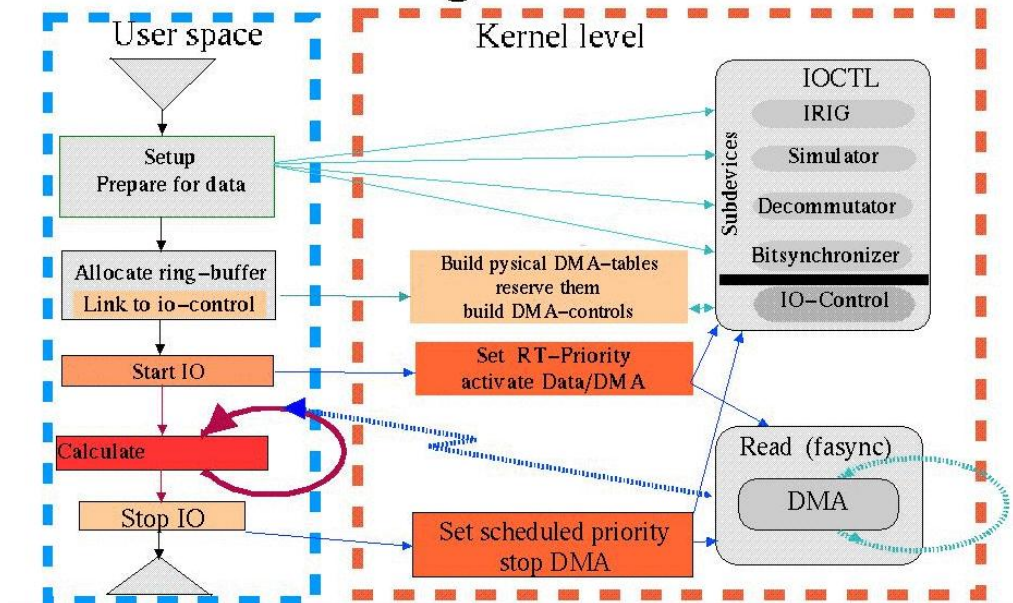 User space
Kernel level
Setup
Prepare for data
Allocate ring-buffer
Link to io-control
Start IO
Calculate
Stop IO
Build pysical DMA-tables
reserve them
build DMA-controls
Set RT-Priority
activate Data/DMA
Set scheduled priority
stop DMA
IOCTL
Subdevices
IRIG
Simulator
Decommutator
Bitsynchronizer
IO-Control
Read (fasync)
DMA